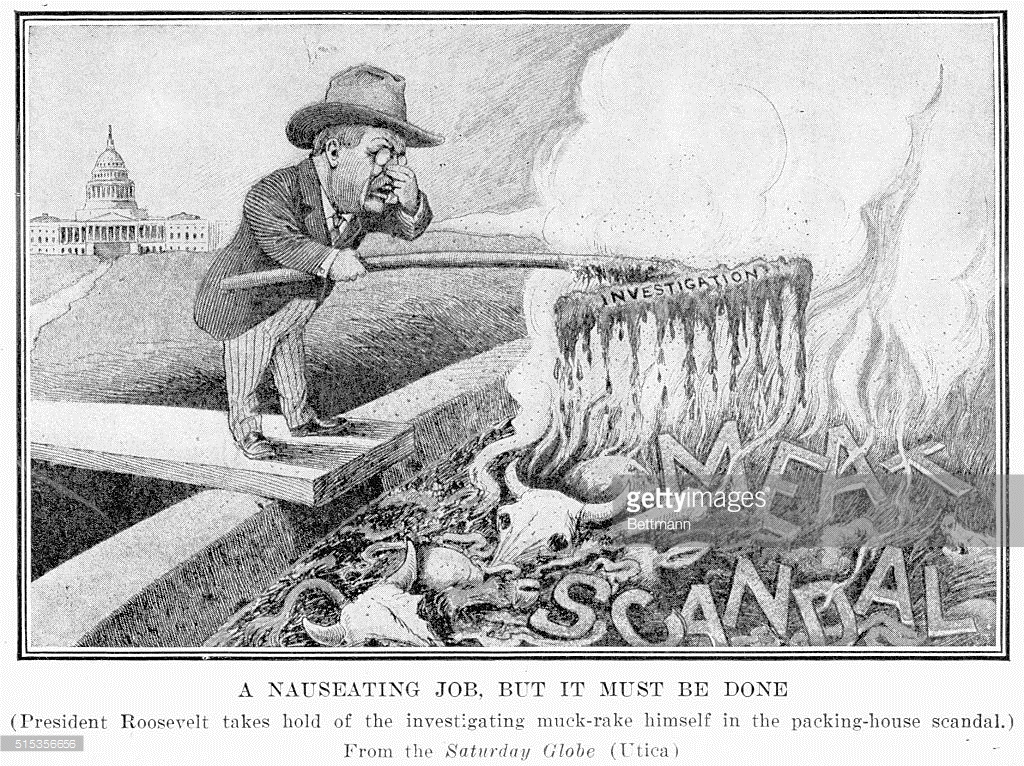 INVESTIGATION
MEAT
SCANDAL
gettyimages
Bettmann
A NAUSEATING JOB, BUT IT MUST BE DONE
(President Roosevelt takes hold of the investigating muck-rake himself in the packing-house scandal.)
From the Saturday Globe (Utica)
515356656